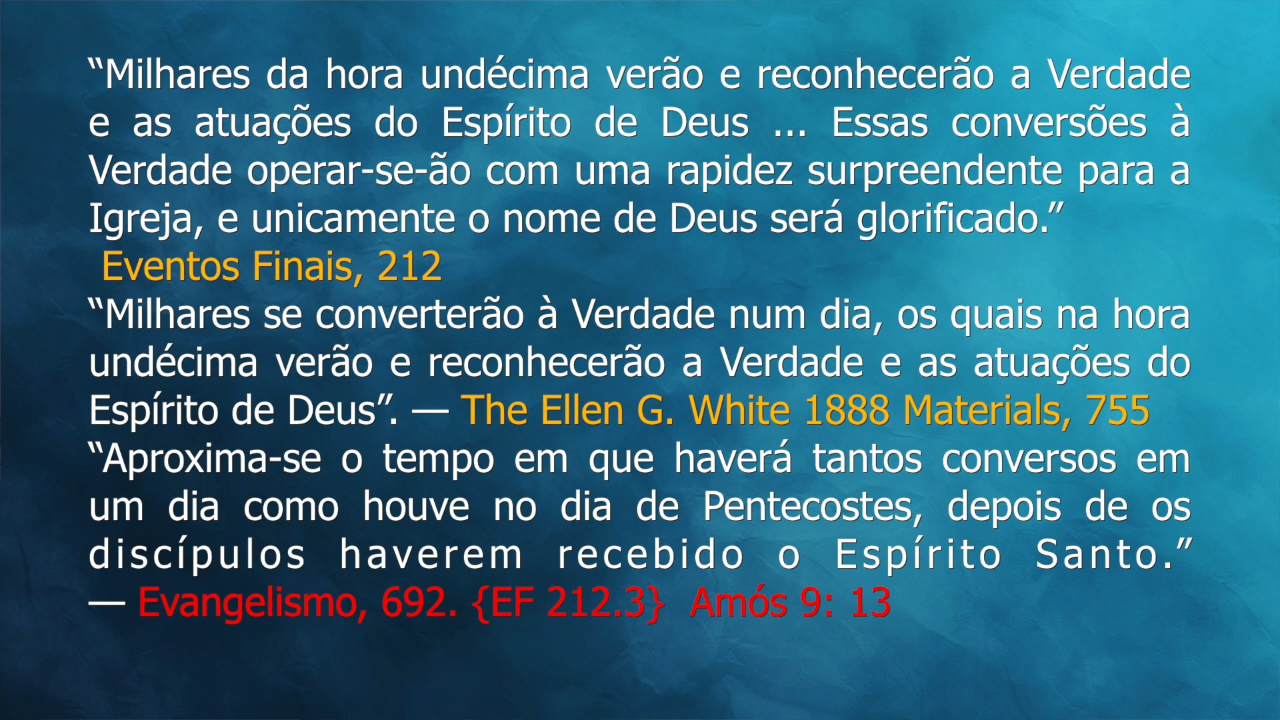 “Milhares da hora undécima verão e reconhecerão a Verdade
e as atuações do Espírito de Deus ... Essas conversões à
Verdade operar-se-ão com uma rapidez surpreendente para a
Igreja, e unicamente o nome de Deus será glorificado.”
Eventos Finais, 212
“Milhares se converterão à Verdade num dia, os quais na hora
undécima verão e reconhecerão a Verdade e as atuações do
Espírito de Deus”. — The Ellen G. White 1888 Materials, 755
“Aproxima-se o tempo em que haverá tantos conversos em
um dia como houve no dia de Pentecostes, depois de os
discípulos haverem recebido o Espírito Santo.”
— Evangelismo, 692. {EF 212.3} Amós 9: 13